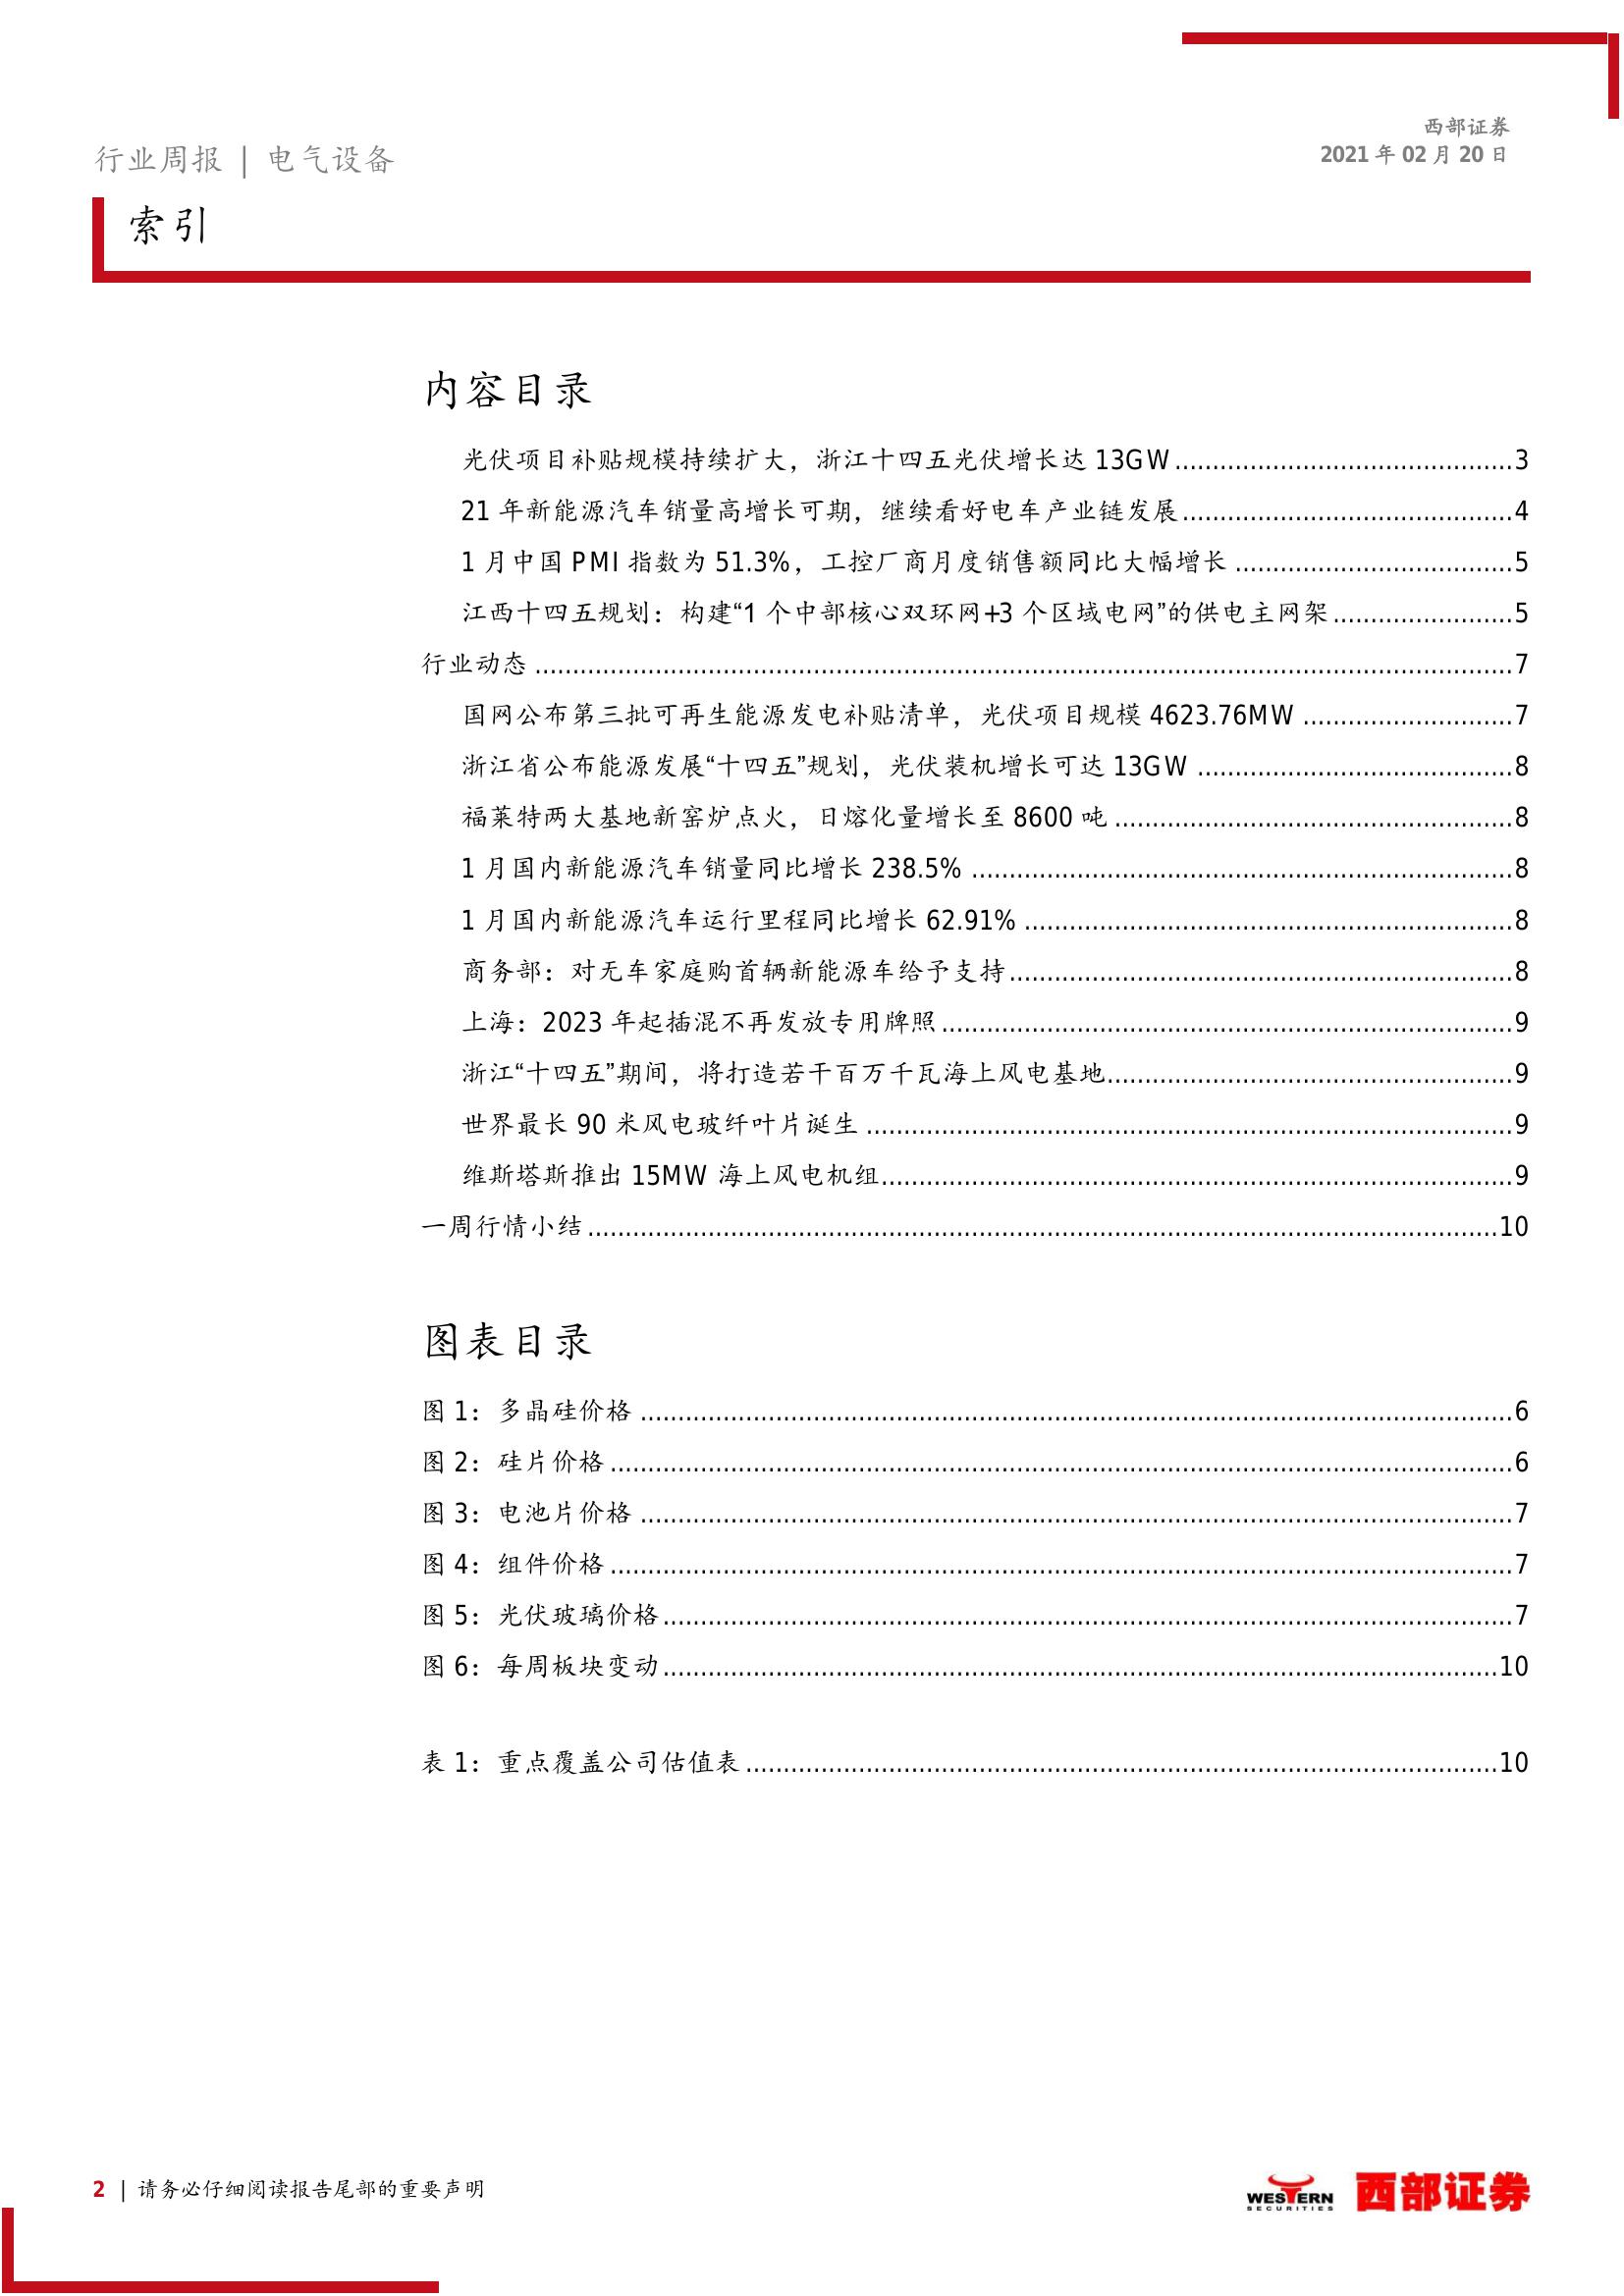 西部证券
2021 年 02 月 20 日
行业周报 | 电气设备
索引
内容目录
光伏项目补贴规模持续扩大，浙江十四五光伏增长达 13GW ............................................. 3
21 年新能源汽车销量高增长可期，继续看好电车产业链发展 ............................................ 4
1 月中国 PMI 指数为 51.3%，工控厂商月度销售额同比大幅增长 ..................................... 5
江西十四五规划：构建“1 个中部核心双环网+3 个区域电网”的供电主网架 ........................ 5
行业动态 .................................................................................................................................. 7
国网公布第三批可再生能源发电补贴清单，光伏项目规模 4623.76MW ............................ 7
浙江省公布能源发展“十四五”规划，光伏装机增长可达 13GW .......................................... 8
福莱特两大基地新窑炉点火，日熔化量增长至 8600 吨 ..................................................... 8
1 月国内新能源汽车销量同比增长 238.5% ........................................................................ 8
1 月国内新能源汽车运行里程同比增长 62.91% ................................................................. 8
商务部：对无车家庭购首辆新能源车给予支持 ................................................................... 8
上海：2023 年起插混不再发放专用牌照 ............................................................................ 9
浙江“十四五”期间，将打造若干百万千瓦海上风电基地 ...................................................... 9
世界最长 90 米风电玻纤叶片诞生 ...................................................................................... 9
维斯塔斯推出 15MW 海上风电机组 .................................................................................... 9
一周行情小结 ......................................................................................................................... 10
图表目录
图 1：多晶硅价格 .................................................................................................................... 6
图 2：硅片价格 ........................................................................................................................ 6
图 3：电池片价格 .................................................................................................................... 7
图 4：组件价格 ........................................................................................................................ 7
图 5：光伏玻璃价格 ................................................................................................................. 7
图 6：每周板块变动 ............................................................................................................... 10
表 1：重点覆盖公司估值表 .................................................................................................... 10
2 | 请务必仔细阅读报告尾部的重要声明
WESTERN
SECURITIES
西部证券